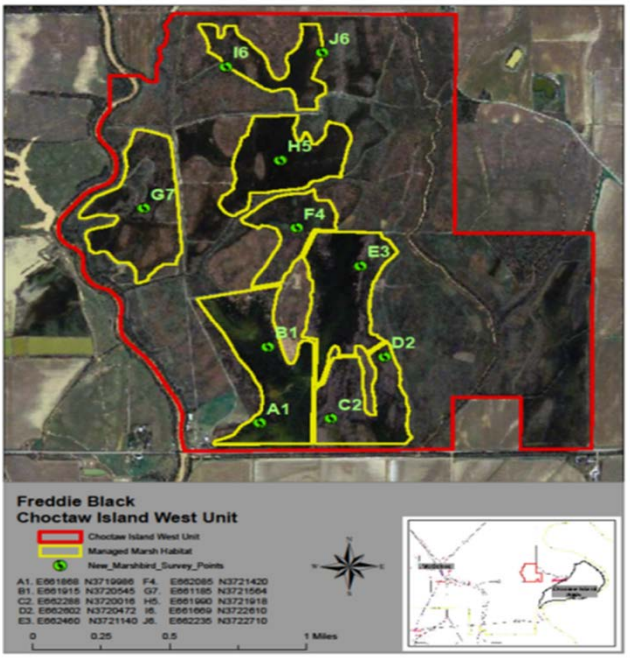 I6
J6
H5
G7
F4
E3
B1
D2
A1
C2
Freddie Black
Choctaw Island West Unit
Choctaw Island West Unit
Managed Marsh Habitat
New_Marshbird_Survey_Points
A1. E661868 N3719986 F4. E662085 N3721420
B1. E661915 N3720545 G7. E661185 N3721564
C2. E662288 N3720016 H5. E661990 N3721918
D2. E662602 N3720472 I6. E661669 N3722610
E3. E662460 N3721140 J6. E662235 N3722710
N
W E
S
0 0.25 0.5 1 Miles